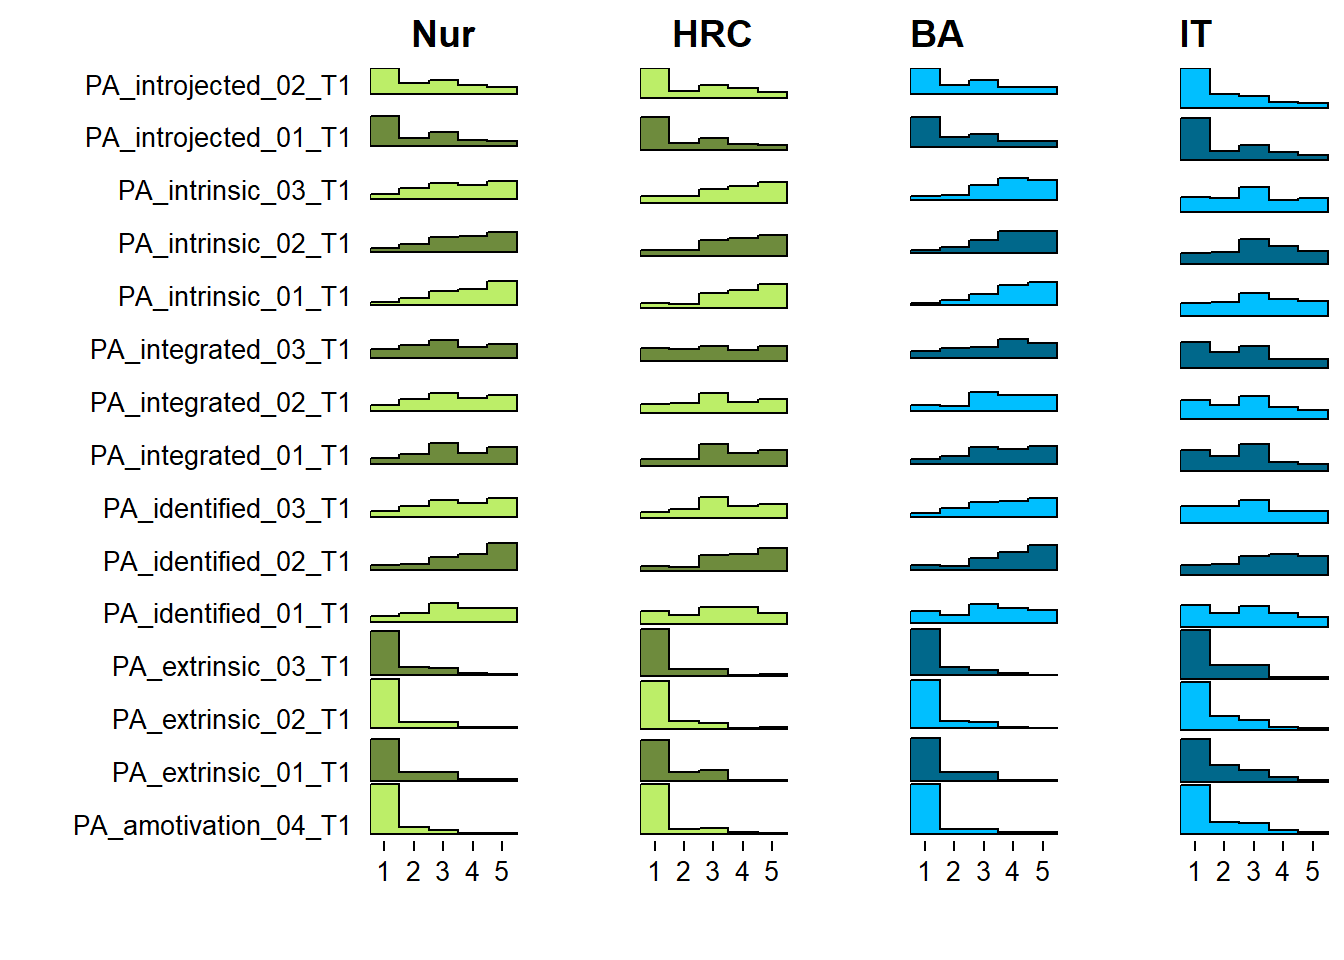 Nur HRC BA IT
PA_introjected_02_T1
PA_introjected_01_T1
PA_intrinsic_03_T1
PA_intrinsic_02_T1
PA_intrinsic_01_T1
PA_integrated_03_T1
PA_integrated_02_T1
PA_integrated_01_T1
PA_identified_03_T1
PA_identified_02_T1
PA_identified_01_T1
PA_extrinsic_03_T1
PA_extrinsic_02_T1
PA_extrinsic_01_T1
PA_amotivation_04_T1
1 2 3 4 5 1 2 3 4 5 1 2 3 4 5 1 2 3 4 5